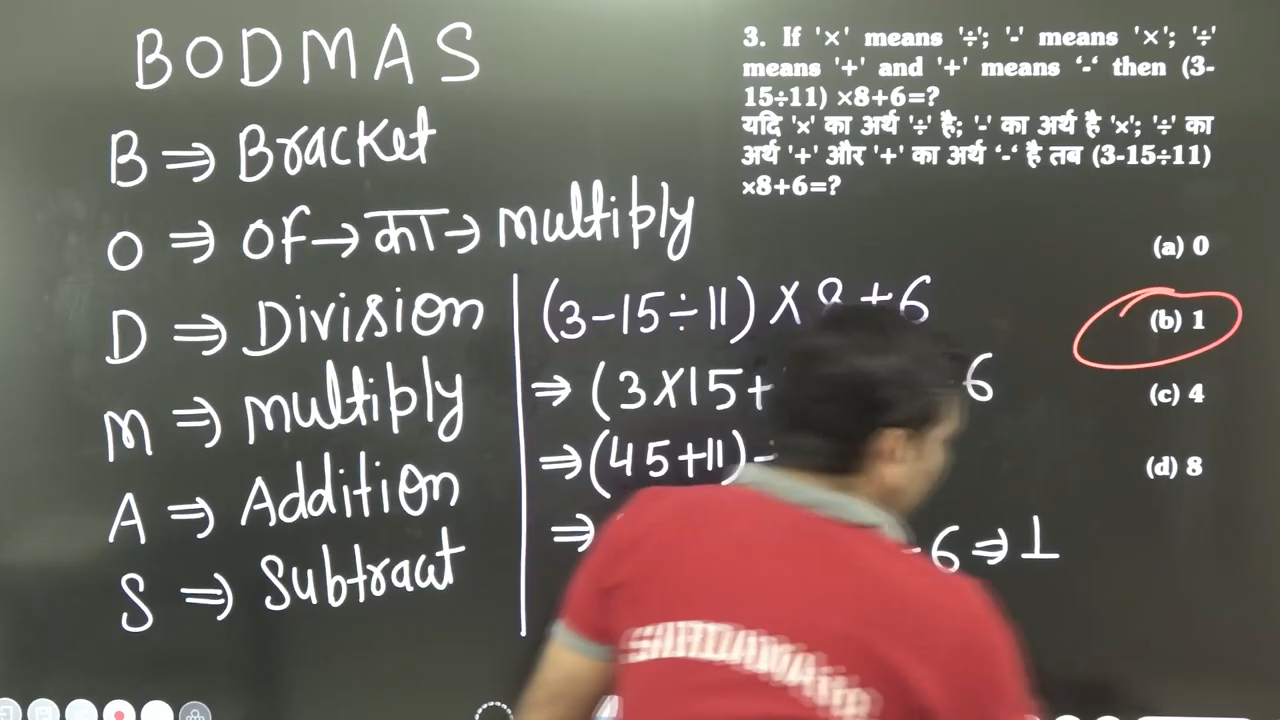 BODMAS
B ⇒ Bracket
O ⇒ OF → का → multiply
D ⇒ Division
M ⇒ multiply
A ⇒ Addition
S ⇒ Subtract
3. If '×' means '÷'; '-' means '×'; '÷'
means '+' and '+' means ‘-‘ then (3-
15÷11) ×8+6=?
यदि '×' का अर्थ '÷' है; '-' का अर्थ है '×'; '÷' का
अर्थ '+' और '+' का अर्थ ‘-‘ है तब (3-15÷11)
×8+6=?
(a) 0
(b) 1
(c) 4
(d) 8
(3-15÷11) × 8 + 6
⇒ (3×15+ 6
⇒ (45+11)
⇒ - 6 ⇒ 1